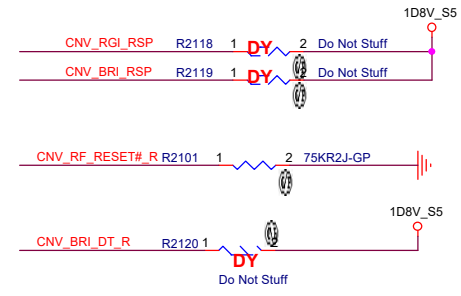 1D8V_S5
CNV_RGI_RSP R2118 1 DY 2 Do Not Stuff
CNV_BRI_RSP R2119 1 DY 2 Do Not Stuff
CNV_RF_RESET#_R R2101 1 2 75KR2J-GP
1D8V_S5
CNV_BRI_DT_R R2120 1 2
DY
Do Not Stuff